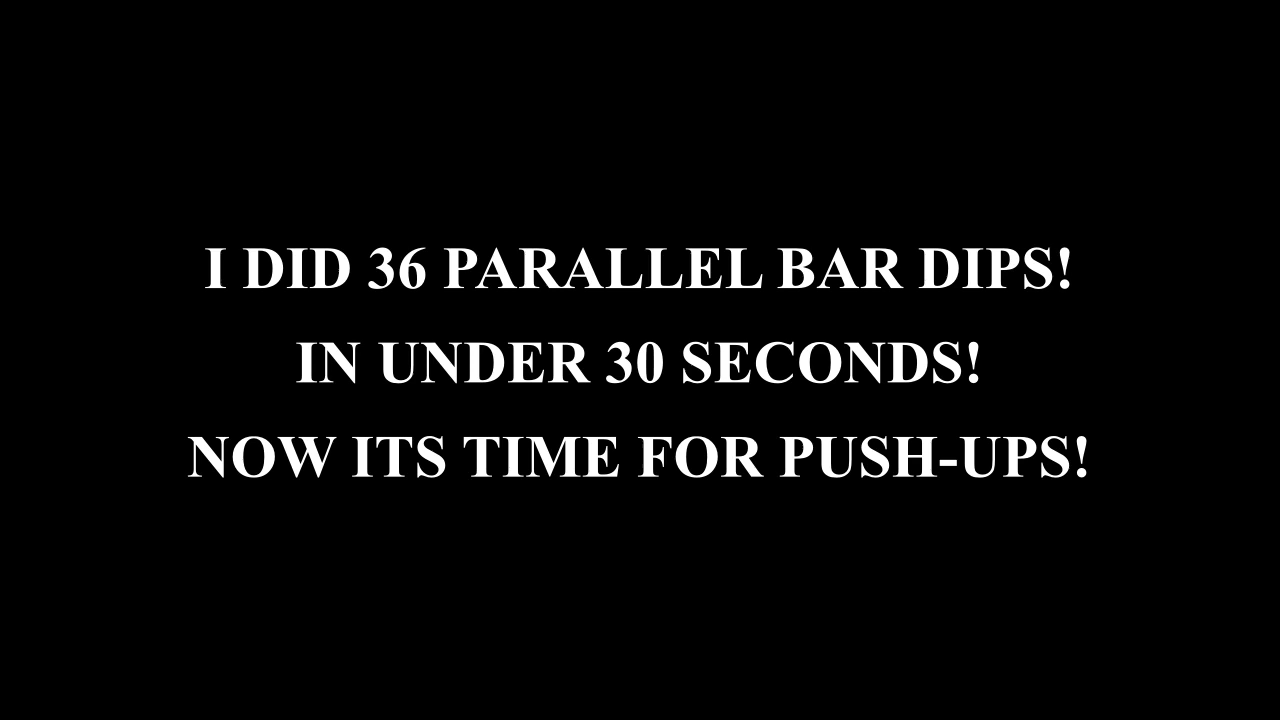 I DID 36 PARALLEL BAR DIPS!
IN UNDER 30 SECONDS!
NOW ITS TIME FOR PUSH-UPS!